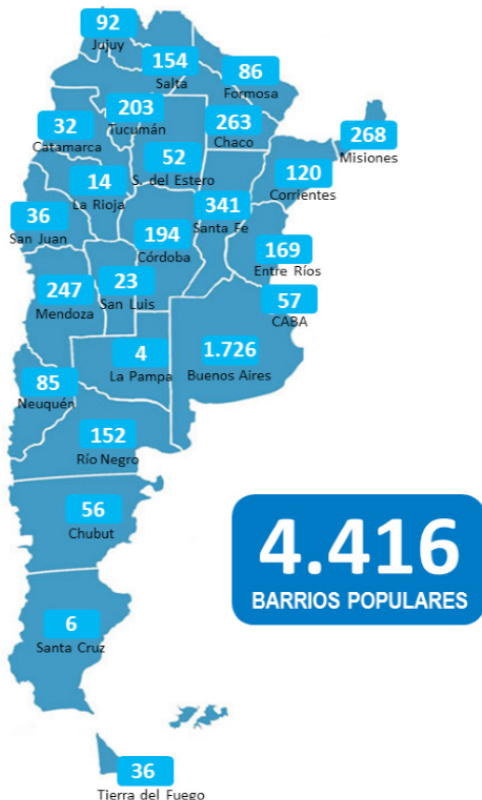 92
Jujuy
154
Salta
86
Formosa
203
Tucumán
263
Chaco
268
Misiones
32
Catamarca
52
S. del Estero
120
Corrientes
14
La Rioja
341
Santa Fe
36
San Juan
194
Córdoba
169
Entre Ríos
23
San Luis
247
Mendoza
57
CABA
4
La Pampa
1.726
Buenos Aires
85
Neuquén
152
Río Negro
56
Chubut
4.416
BARRIOS POPULARES
6
Santa Cruz
36
Tierra del Fuego